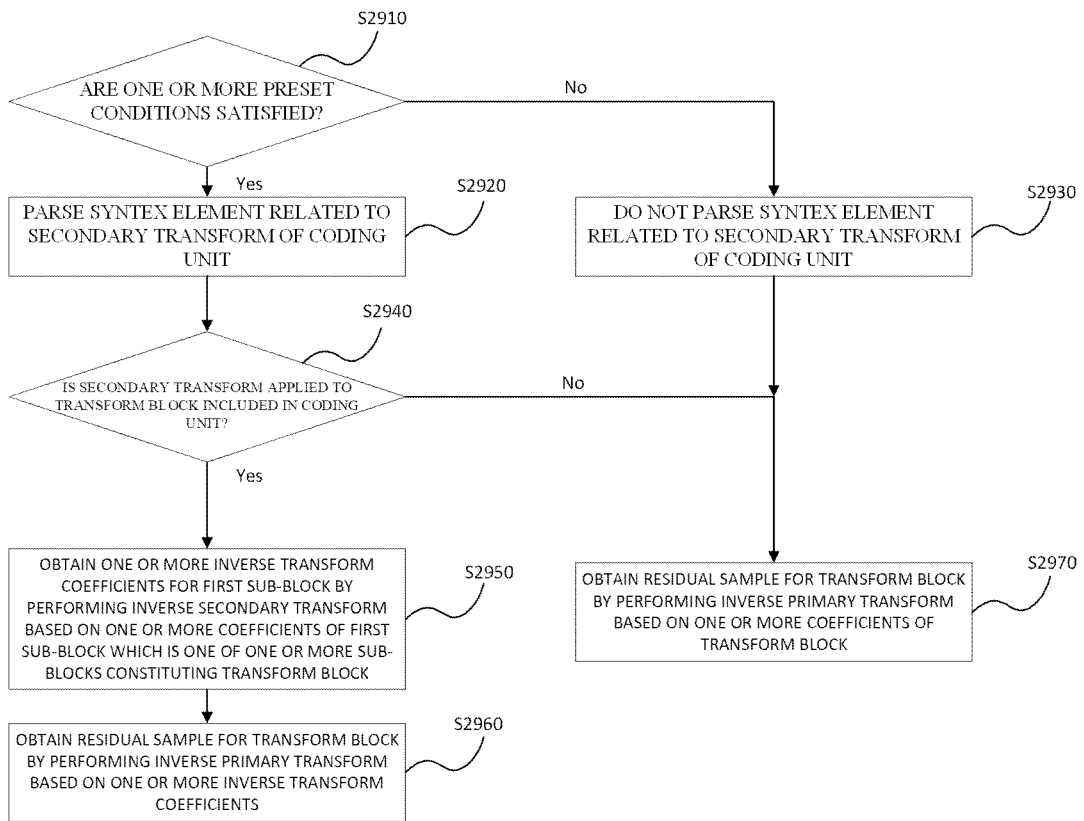 S2910
ARE ONE OR MORE PRESET
CONDITIONS SATISFIED?
No
Yes
S2920
PARSE SYNTEX ELEMENT RELATED TO
SECONDARY TRANSFORM OF CODING
UNIT
S2930
DO NOT PARSE SYNTEX ELEMENT
RELATED TO SECONDARY TRANSFORM
OF CODING UNIT
S2940
IS SECONDARY TRANSFORM APPLIED TO
TRANSFORM BLOCK INCLUDED IN CODING
UNIT?
No
Yes
S2950
OBTAIN ONE OR MORE INVERSE TRANSFORM
COEFFICIENTS FOR FIRST SUB-BLOCK BY
PERFORMING INVERSE SECONDARY TRANSFORM
BASED ON ONE OR MORE COEFFICIENTS OF FIRST
SUB-BLOCK WHICH IS ONE OF ONE OR MORE SUB-
BLOCKS CONSTITUTING TRANSFORM BLOCK
S2970
OBTAIN RESIDUAL SAMPLE FOR TRANSFORM BLOCK
BY PERFORMING INVERSE PRIMARY TRANSFORM
BASED ON ONE OR MORE COEFFICIENTS OF
TRANSFORM BLOCK
S2960
OBTAIN RESIDUAL SAMPLE FOR TRANSFORM BLOCK
BY PERFORMING INVERSE PRIMARY TRANSFORM
BASED ON ONE OR MORE INVERSE TRANSFORM
COEFFICIENTS